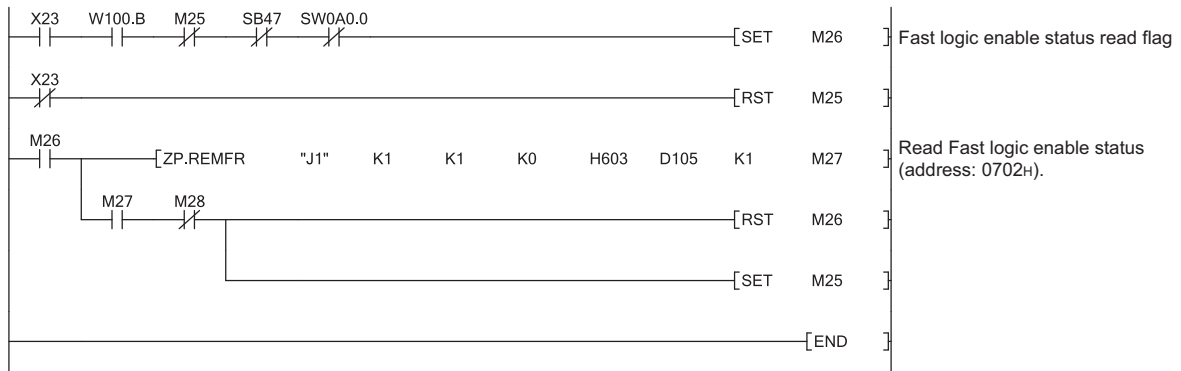 X23 W100.B M25 SB47 SW0A0.0
[SET M26 ] Fast logic enable status read flag
X23
[RST M25 ]
M26
[ZP.REMFR "J1" K1 K1 K0 H603 D105 K1 M27 ] Read Fast logic enable status
(address: 0702H).
M27 M28
[RST M26 ]
[SET M25 ]
[END ]